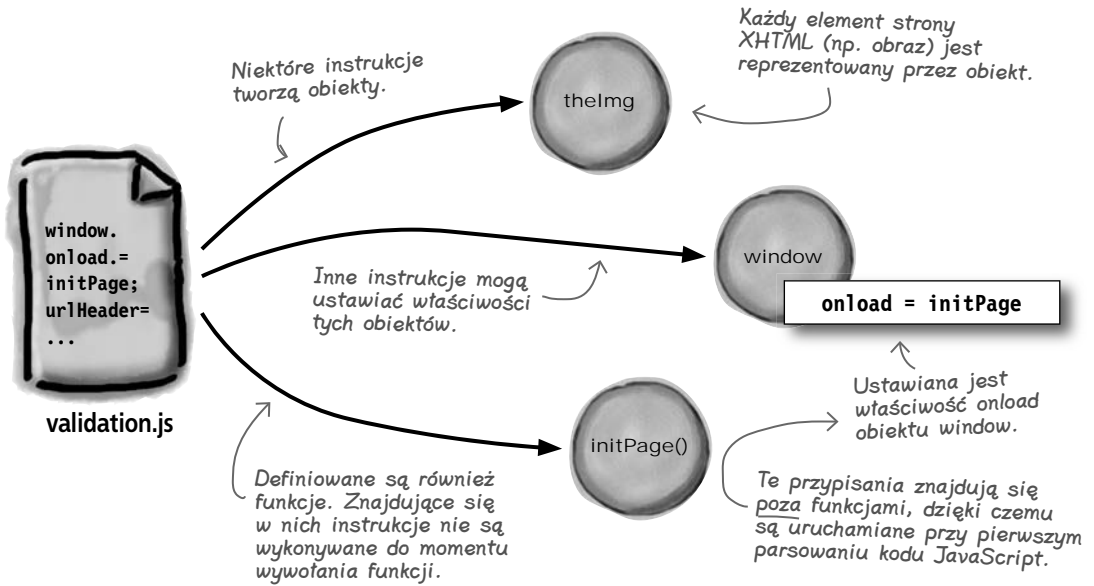 Każdy element strony
XHTML (np. obraz) jest
reprezentowany przez obiekt.
Niektóre instrukcje
tworzą obiekty.
theImg
window.
onload.=
initPage;
urlHeader=
...
validation.js
window
Inne instrukcje mogą
ustawiać właściwości
tych obiektów.
onload = initPage
Ustawiana jest
właściwość onload
obiektu window.
initPage()
Definiowane są również
funkcje. Znajdujące się
w nich instrukcje nie są
wykonywane do momentu
wywołania funkcji.
Te przypisania znajdują się
poza funkcjami, dzięki czemu
są uruchamiane przy pierwszym
parsowaniu kodu JavaScript.